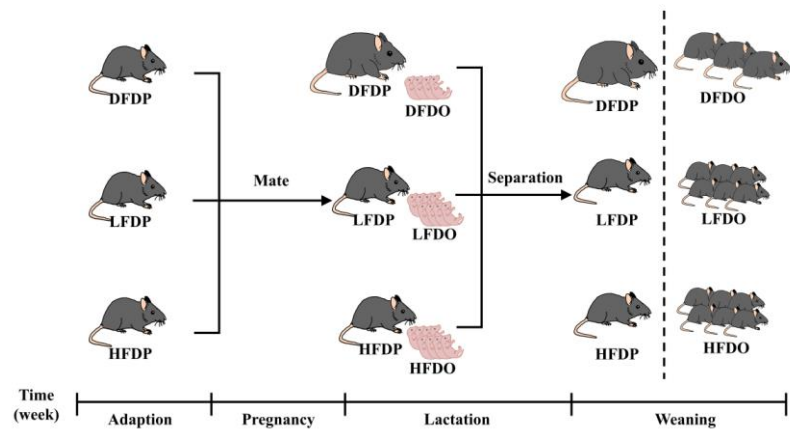 DFDP
LFDP
HFDP
Mate
DFDP
DFDO
LFDP
LFDO
HFDP
HFDO
Separation
DFDP
LFDP
HFDP
DFDO
LFDO
HFDO
Time
(week)
Adaption
Pregnancy
Lactation
Weaning